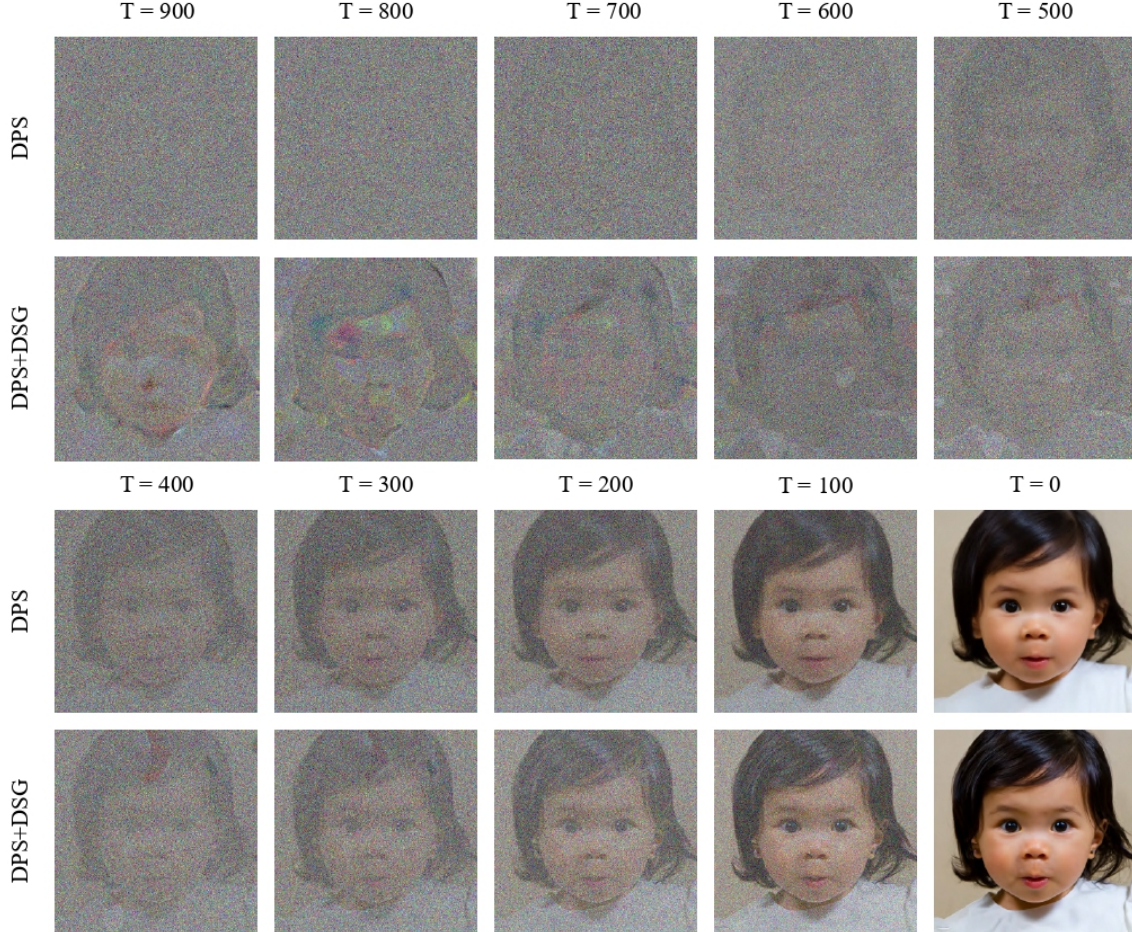 T = 900 T = 800 T = 700 T = 600 T = 500
DPS
DPS+DSG
T = 400 T = 300 T = 200 T = 100 T = 0
DPS
DPS+DSG